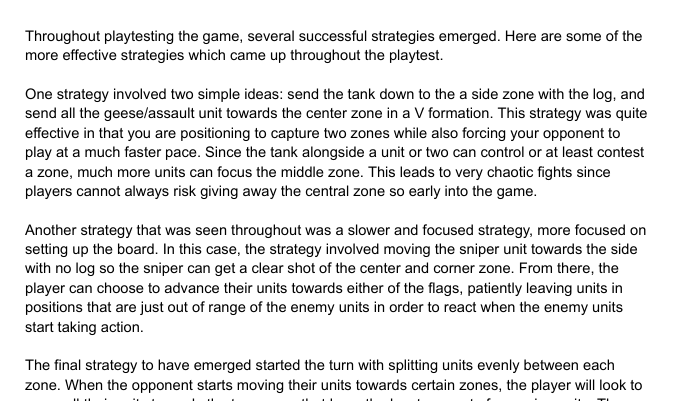 Throughout playtesting the game, several successful strategies emerged. Here are some of the
more effective strategies which came up throughout the playtest.
One strategy involved two simple ideas: send the tank down to the a side zone with the log, and
send all the geese/assault unit towards the center zone in a V formation. This strategy was quite
effective in that you are positioning to capture two zones while also forcing your opponent to
play at a much faster pace. Since the tank alongside a unit or two can control or at least contest
a zone, much more units can focus the middle zone. This leads to very chaotic fights since
players cannot always risk giving away the central zone so early into the game.
Another strategy that was seen throughout was a slower and focused strategy, more focused on
setting up the board. In this case, the strategy involved moving the sniper unit towards the side
with no log so the sniper can get a clear shot of the center and corner zone. From there, the
player can choose to advance their units towards either of the flags, patiently leaving units in
positions that are just out of range of the enemy units in order to react when the enemy units
start taking action.
The final strategy to have emerged started the turn with splitting units evenly between each
zone. When the opponent starts moving their units towards certain zones, the player will look to